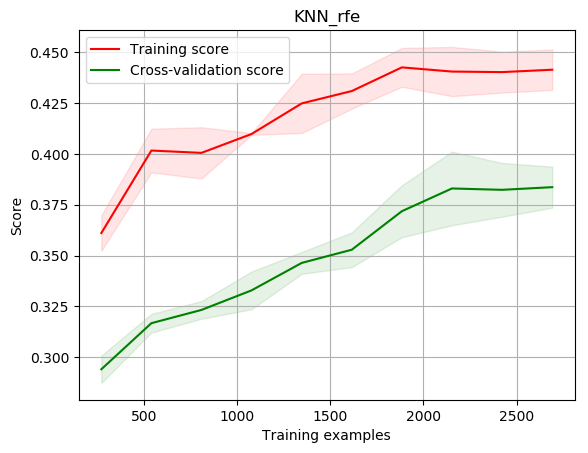 KNN_rfe
Training score
Cross-validation score
0.450
0.425
0.400
0.375
0.350
0.325
0.300
Score
500
1000
1500
2000
2500
Training examples